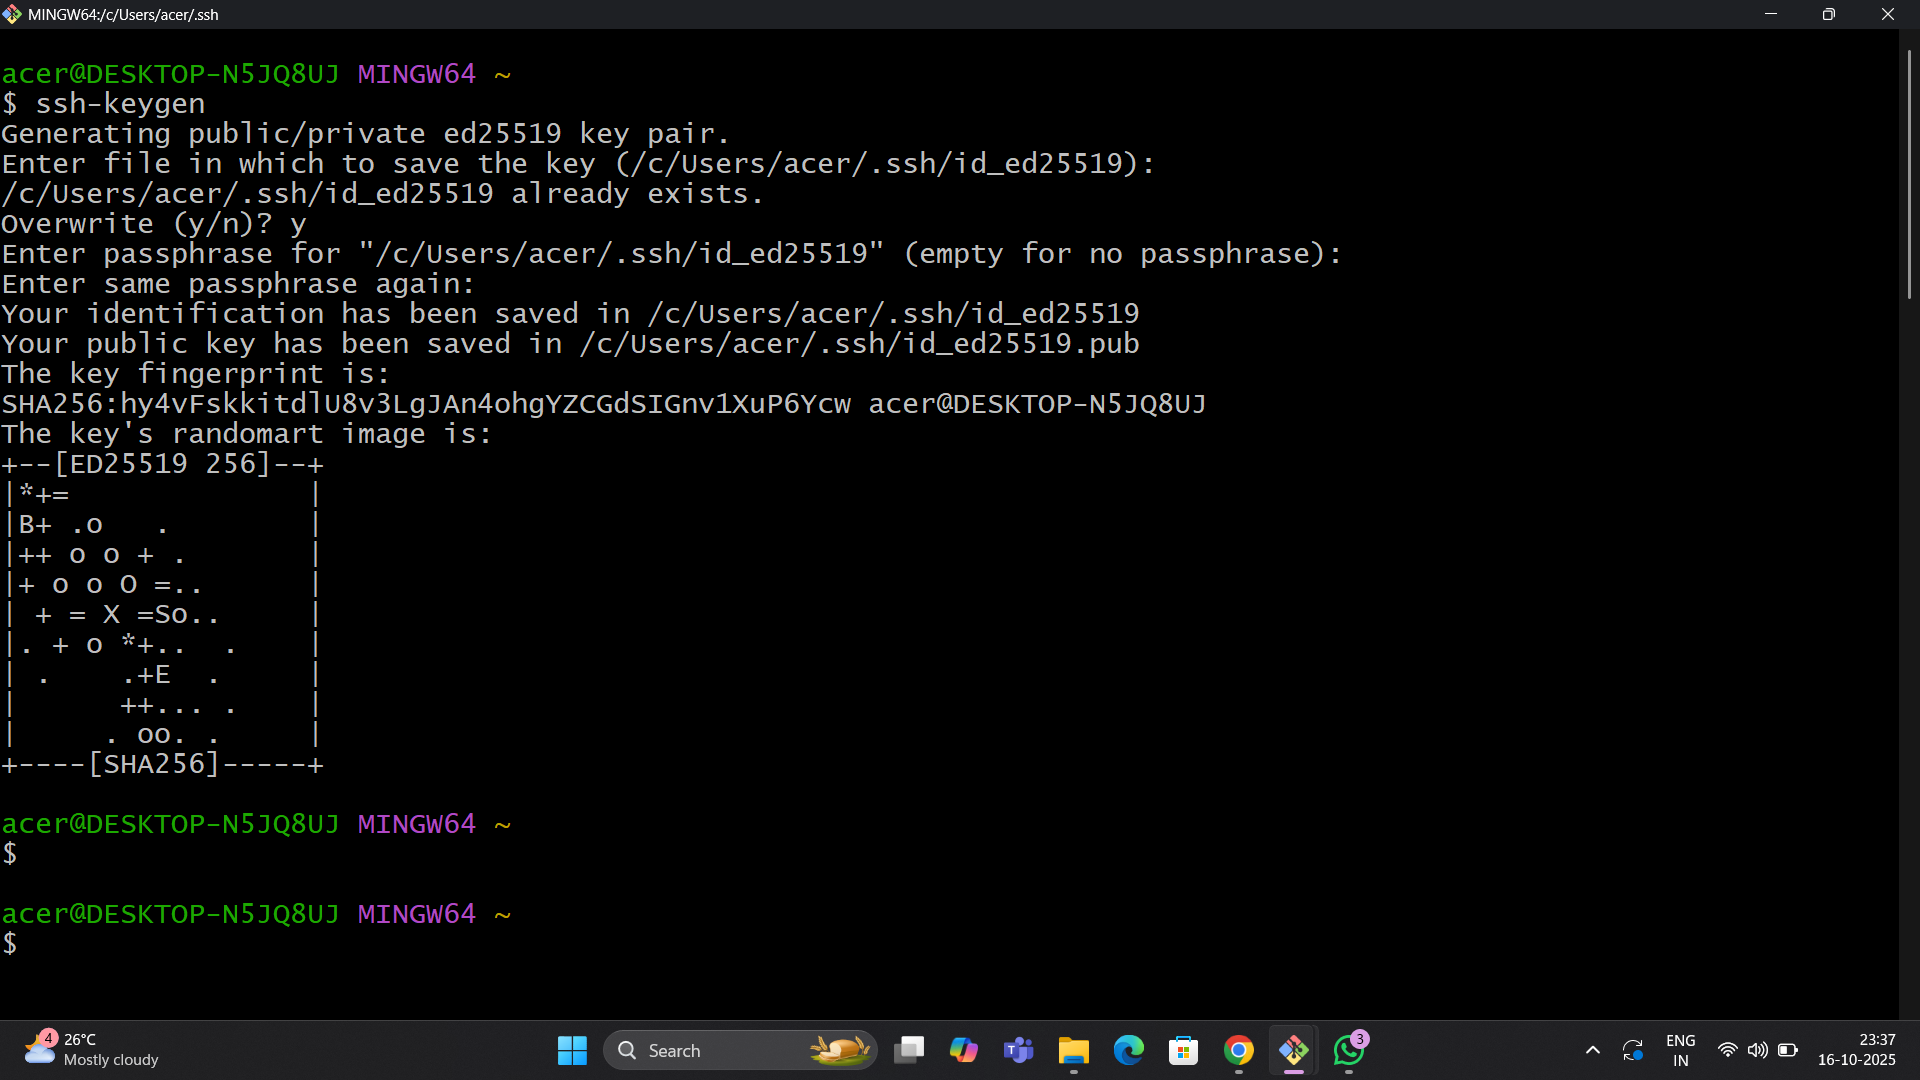 MINGW64:/c/Users/acer/.ssh
acer@DESKTOP-N5JQ8UJ MINGW64 ~
$ ssh-keygen
Generating public/private ed25519 key pair.
Enter file in which to save the key (/c/Users/acer/.ssh/id_ed25519):
/c/Users/acer/.ssh/id_ed25519 already exists.
Overwrite (y/n)? y
Enter passphrase for "/c/Users/acer/.ssh/id_ed25519" (empty for no passphrase):
Enter same passphrase again:
Your identification has been saved in /c/Users/acer/.ssh/id_ed25519
Your public key has been saved in /c/Users/acer/.ssh/id_ed25519.pub
The key fingerprint is:
SHA256:hy4vFskkitdlU8v3LgJAn4ohgYZCGdSIGnv1XuP6Ycw acer@DESKTOP-N5JQ8UJ
The key's randomart image is:
+--[ED25519 256]--+
|*+=              |
|B+ .o   .        |
|++ o o + .       |
|+ o o O =..      |
| + = X =So..     |
|. + o *+..  .    |
| .    .+E  .     |
|      ++... .    |
|     . oo. .     |
+----[SHA256]-----+
acer@DESKTOP-N5JQ8UJ MINGW64 ~
$
acer@DESKTOP-N5JQ8UJ MINGW64 ~
$
4
26°C
Mostly cloudy
Search
3
ENG
IN
23:37
16-10-2025